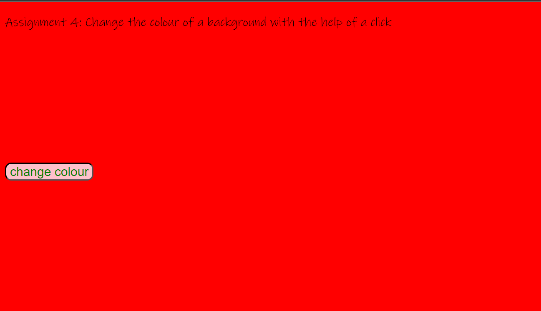 Assignment 4: Change the colour of a background with the help of a click
change colour